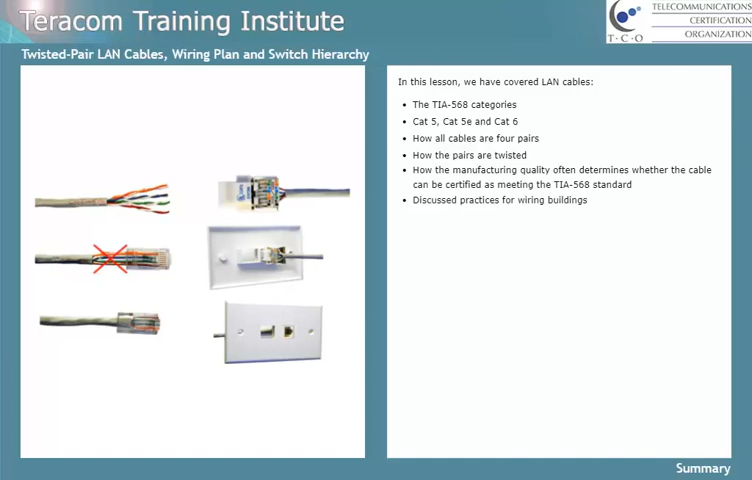 Teracom Training Institute
TELECOMMUNICATIONS
CERTIFICATION
ORGANIZATION
T·C·O
Twisted-Pair LAN Cables, Wiring Plan and Switch Hierarchy
In this lesson, we have covered LAN cables:
• The TIA-568 categories
• Cat 5, Cat 5e and Cat 6
• How all cables are four pairs
• How the pairs are twisted
• How the manufacturing quality often determines whether the cable
can be certified as meeting the TIA-568 standard
• Discussed practices for wiring buildings
Summary